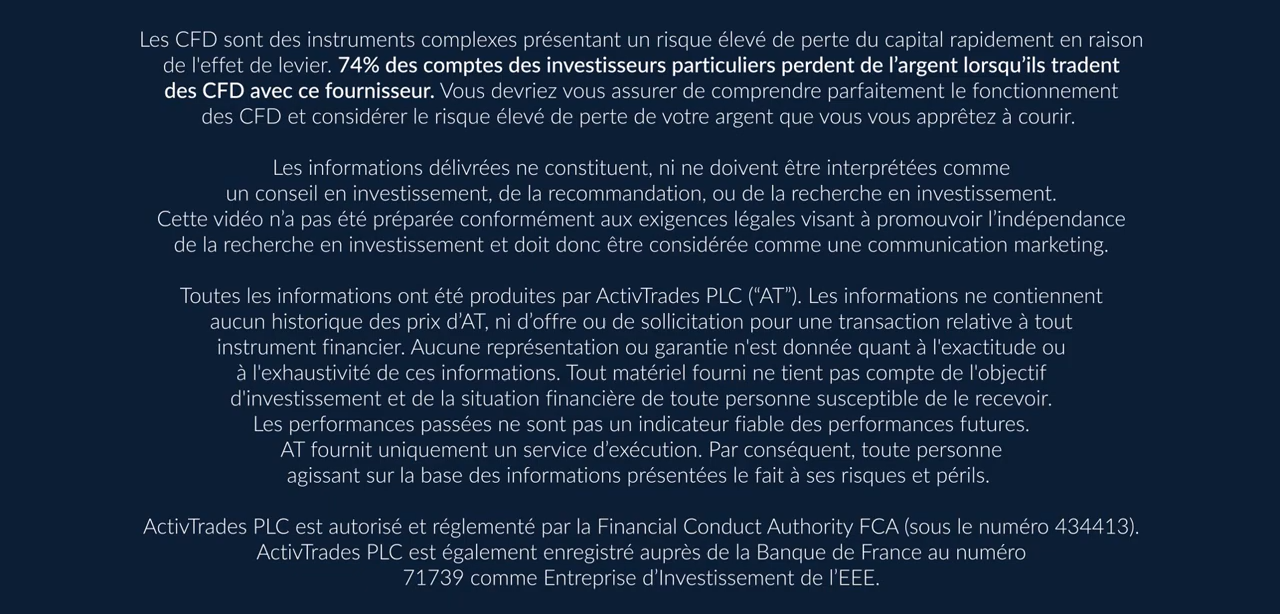 Les CFD sont des instruments complexes présentant un risque élevé de perte du capital rapidement en raison
de l'effet de levier. 74% des comptes des investisseurs particuliers perdent de l’argent lorsqu’ils tradent
des CFD avec ce fournisseur. Vous devriez vous assurer de comprendre parfaitement le fonctionnement
des CFD et considérer le risque élevé de perte de votre argent que vous vous apprêtez à courir.
Les informations délivrées ne constituent, ni ne doivent être interprétées comme
un conseil en investissement, de la recommandation, ou de la recherche en investissement.
Cette vidéo n’a pas été préparée conformément aux exigences légales visant à promouvoir l’indépendance
de la recherche en investissement et doit donc être considérée comme une communication marketing.
Toutes les informations ont été produites par ActivTrades PLC (“AT”). Les informations ne contiennent
aucun historique des prix d’AT, ni d’offre ou de sollicitation pour une transaction relative à tout
instrument financier. Aucune représentation ou garantie n'est donnée quant à l'exactitude ou
à l'exhaustivité de ces informations. Tout matériel fourni ne tient pas compte de l'objectif
d'investissement et de la situation financière de toute personne susceptible de le recevoir.
Les performances passées ne sont pas un indicateur fiable des performances futures.
AT fournit uniquement un service d’exécution. Par conséquent, toute personne
agissant sur la base des informations présentées le fait à ses risques et périls.
ActivTrades PLC est autorisé et réglementé par la Financial Conduct Authority FCA (sous le numéro 434413).
ActivTrades PLC est également enregistré auprès de la Banque de France au numéro
71739 comme Entreprise d’Investissement de l’EEE.